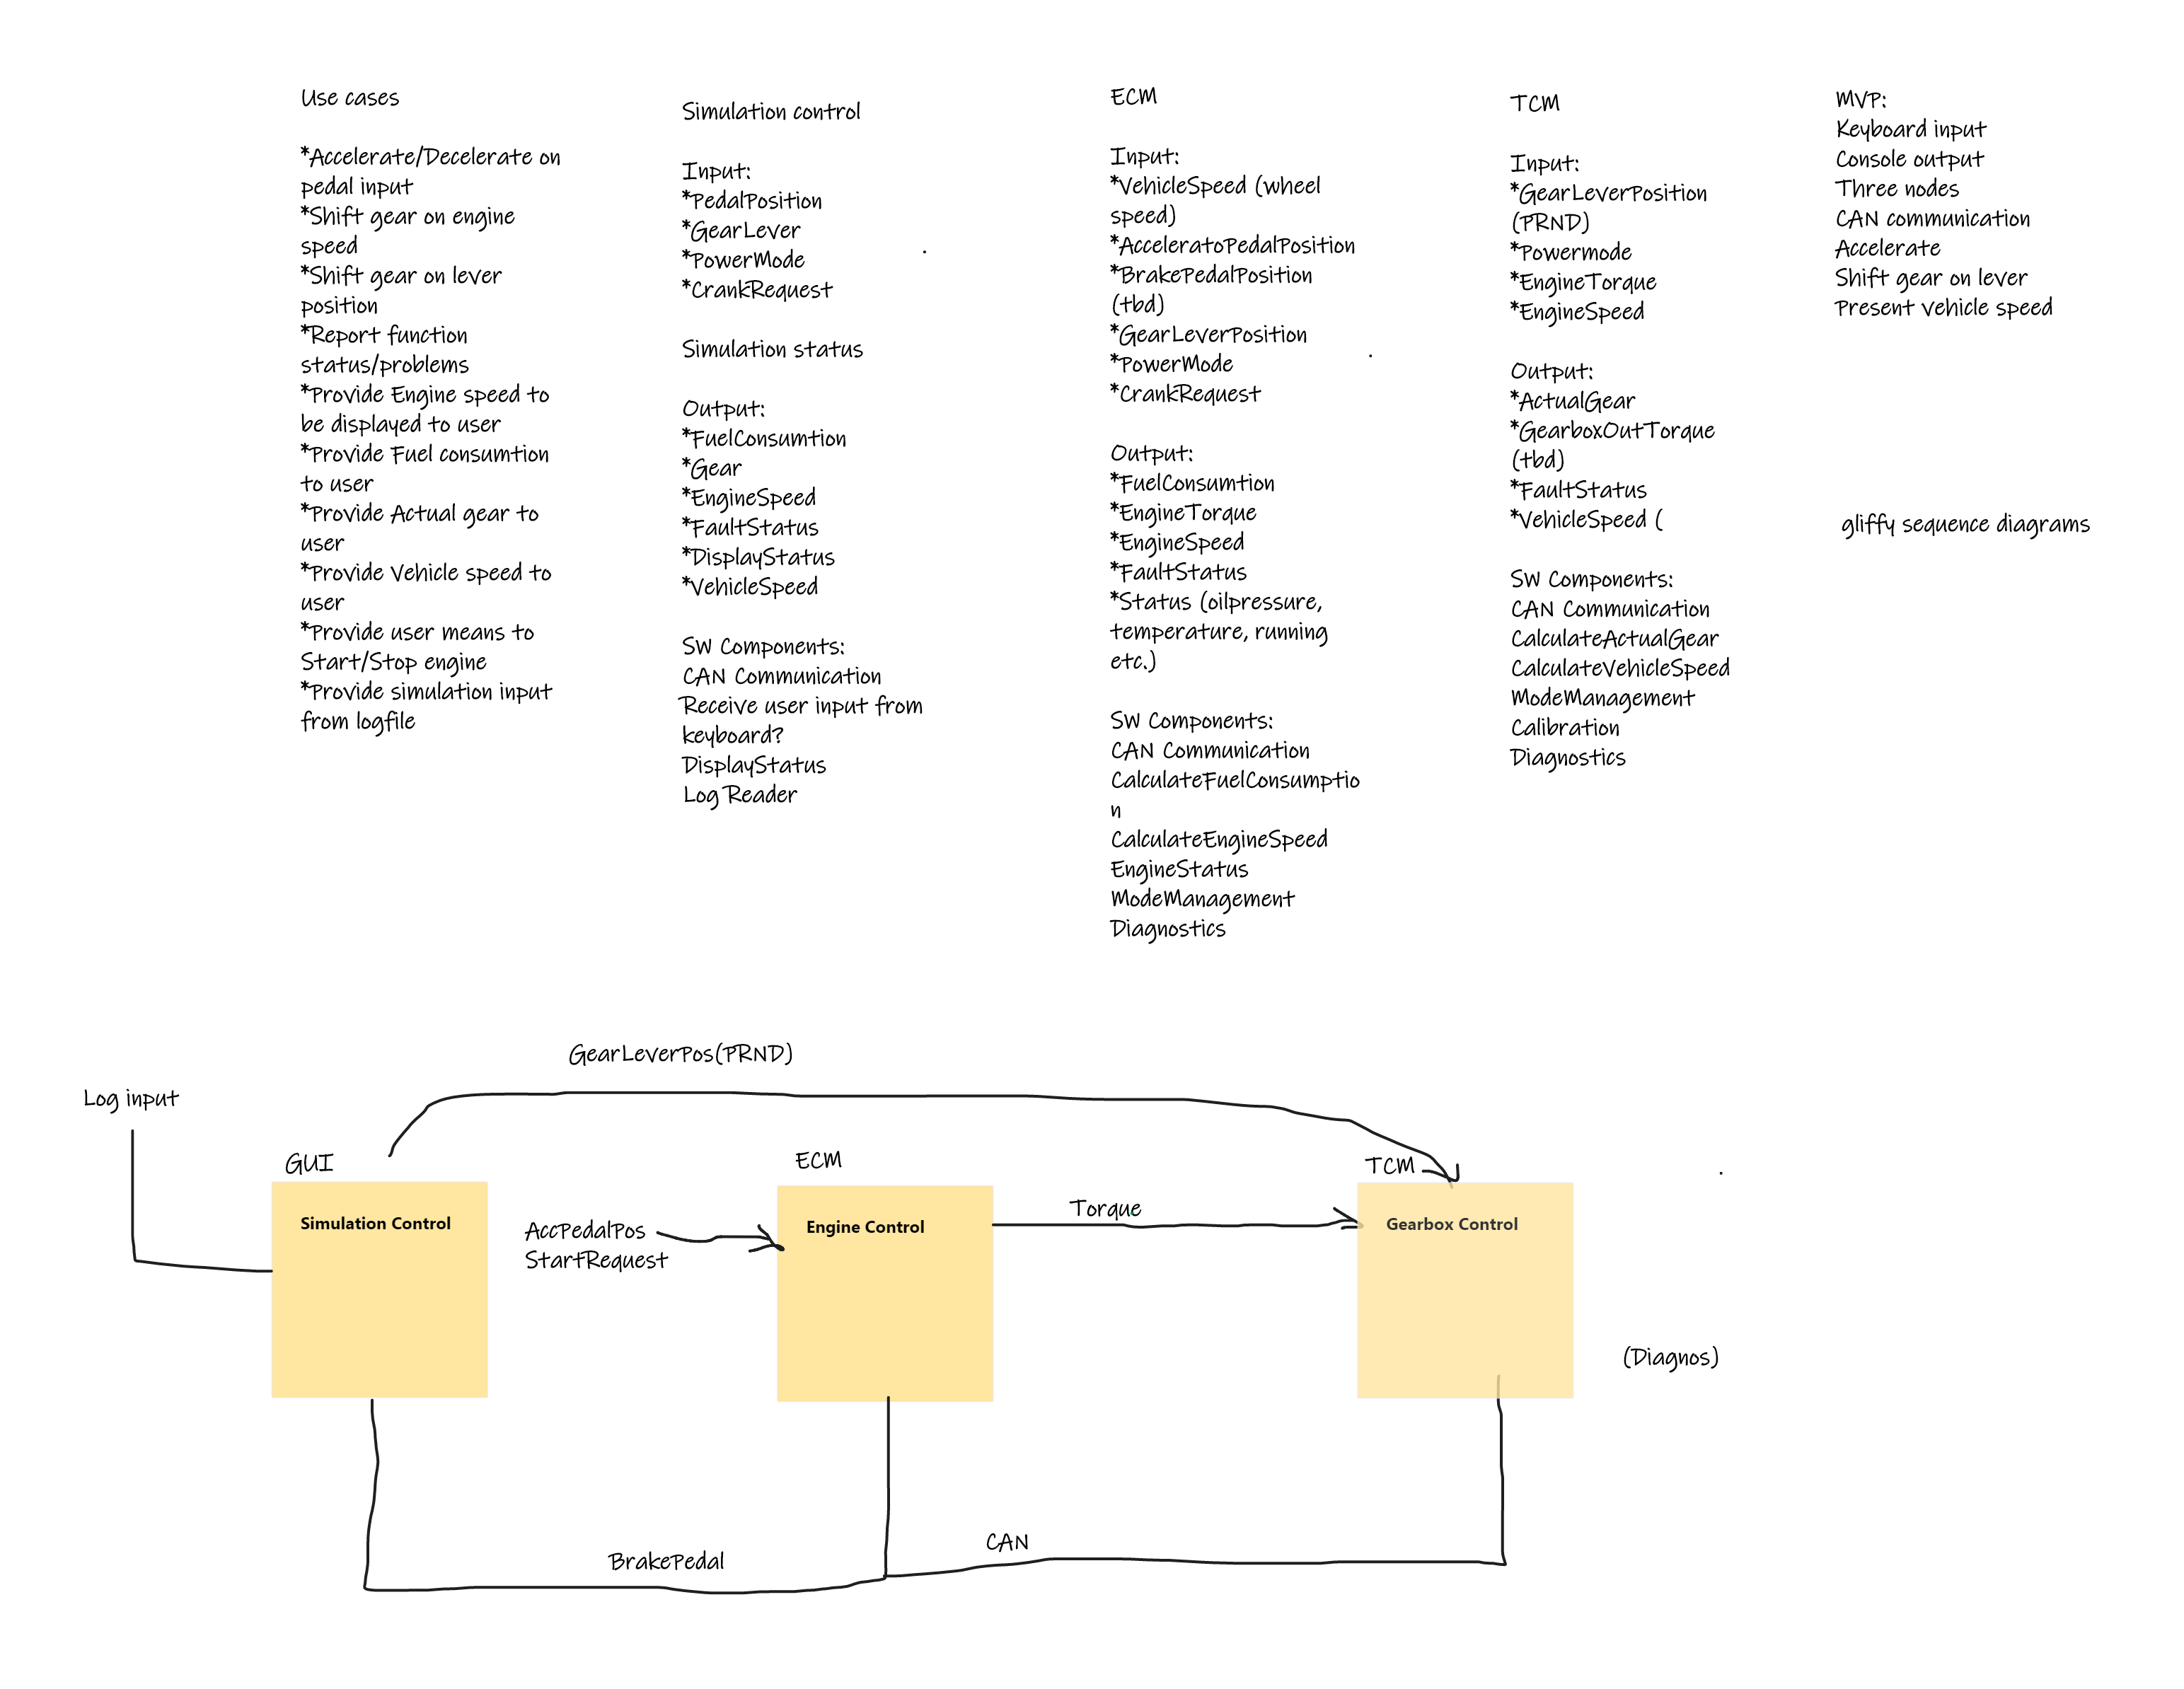 Use cases
*Accelerate/Decelerate on
pedal input
*Shift gear on engine
speed
*Shift gear on lever
position
*Report function
status/problems
*Provide Engine speed to
be displayed to user
*Provide Fuel consumtion
to user
*Provide Actual gear to
user
*Provide Vehicle speed to
user
*Provide user means to
Start/Stop engine
*Provide simulation input
from logfile
Simulation control
Input:
*PedalPosition
*GearLever
*PowerMode
*CrankRequest
Simulation status
Output:
*FuelConsumtion
*Gear
*EngineSpeed
*FaultStatus
*DisplayStatus
*VehicleSpeed
SW Components:
CAN Communication
Receive user input from
keyboard?
DisplayStatus
Log Reader
ECM
Input:
*VehicleSpeed (wheel
speed)
*AcceleratoPedalPosition
*BrakePedalPosition
(tbd)
*GearLeverPosition
*PowerMode
*CrankRequest
Output:
*FuelConsumtion
*EngineTorque
*EngineSpeed
*FaultStatus
*Status (oilpressure,
temperature, running
etc.)
SW Components:
CAN Communication
CalculateFuelConsumptio
n
CalculateEngineSpeed
EngineStatus
ModeManagement
Diagnostics
TCM
Input:
*GearLeverPosition
(PRND)
*Powermode
*EngineTorque
*EngineSpeed
Output:
*ActualGear
*GearboxOutTorque
(tbd)
*FaultStatus
*VehicleSpeed (
SW Components:
CAN Communication
CalculateActualGear
CalculateVehicleSpeed
ModeManagement
Calibration
Diagnostics
MVP:
Keyboard input
Console output
Three nodes
CAN communication
Accelerate
Shift gear on lever
Present vehicle speed
gliffy sequence diagrams
GearLeverPos(PRND)
Log input
GUI
ECM
TCM
Simulation Control
AccPedalPos
StartRequest
Engine Control
Torque
Gearbox Control
(Diagnos)
BrakePedal
CAN